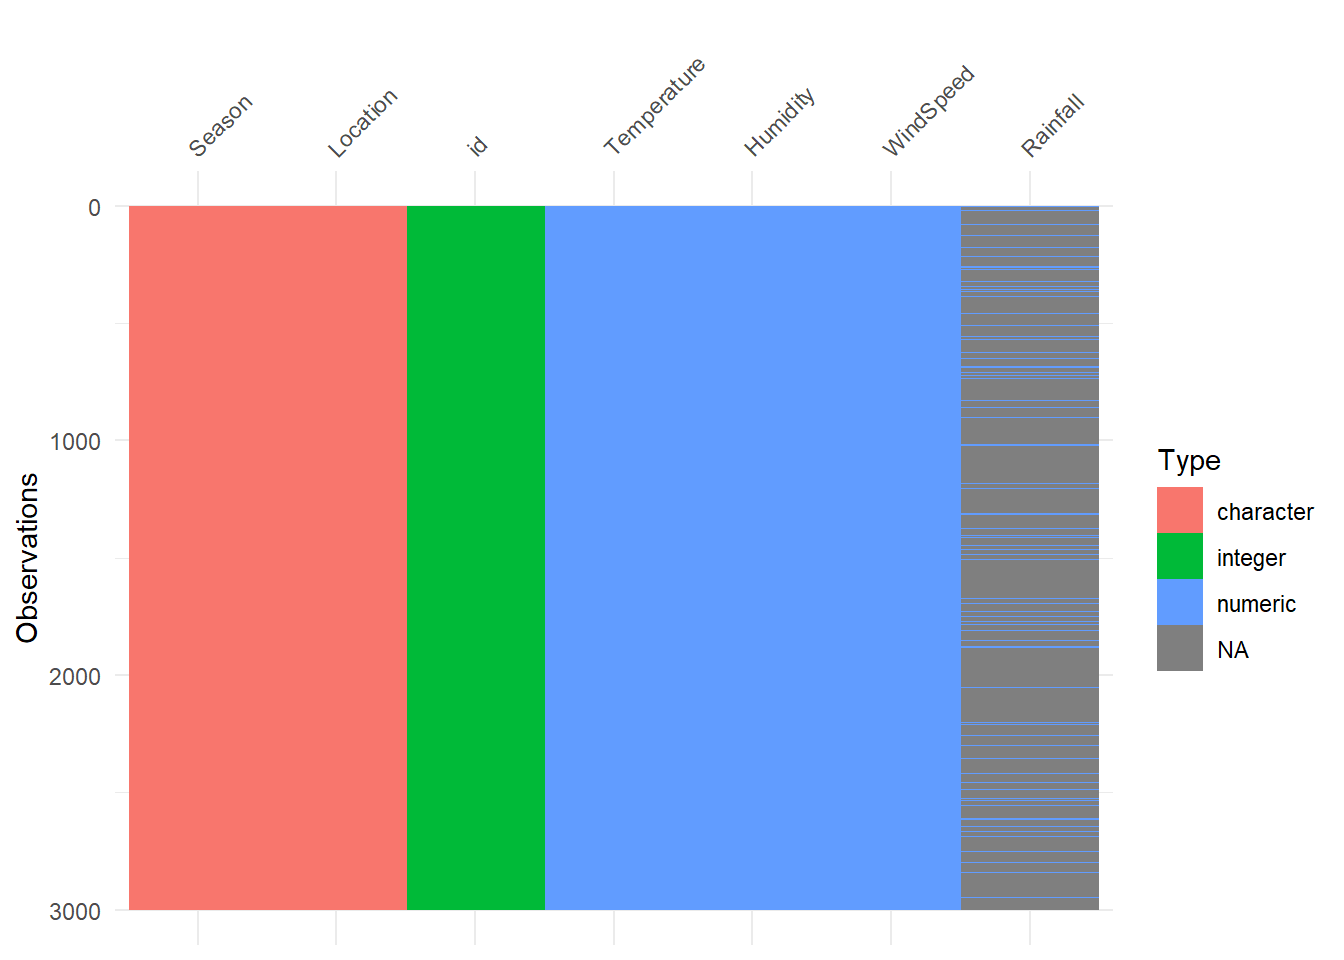 Season
Location
id
Temperature
Humidity
WindSpeed
Rainfall
0
1000
2000
3000
Observations
Type
character
integer
numeric
NA